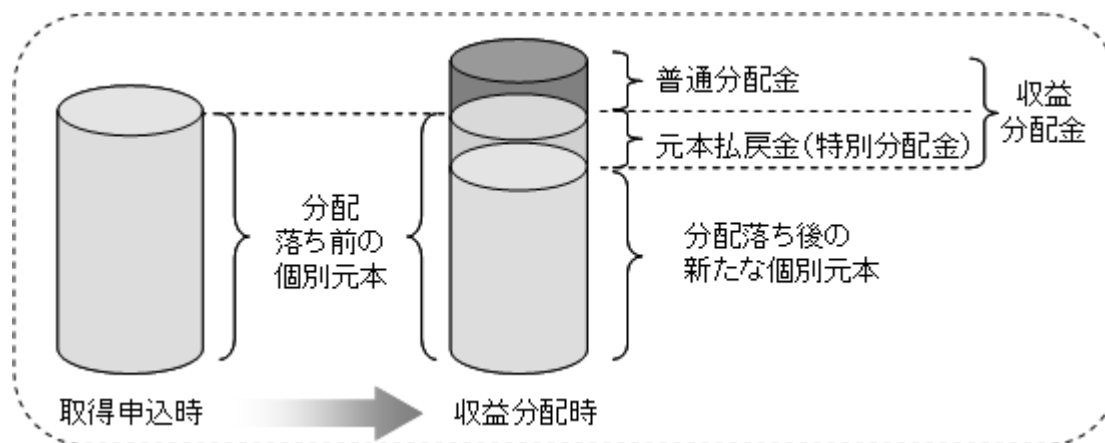 普通分配金
収益
分配金
元本払戻金(特別分配金)
分配
落ち前の
個別元本
分配落ち後の
新たな個別元本
取得申込時
収益分配時